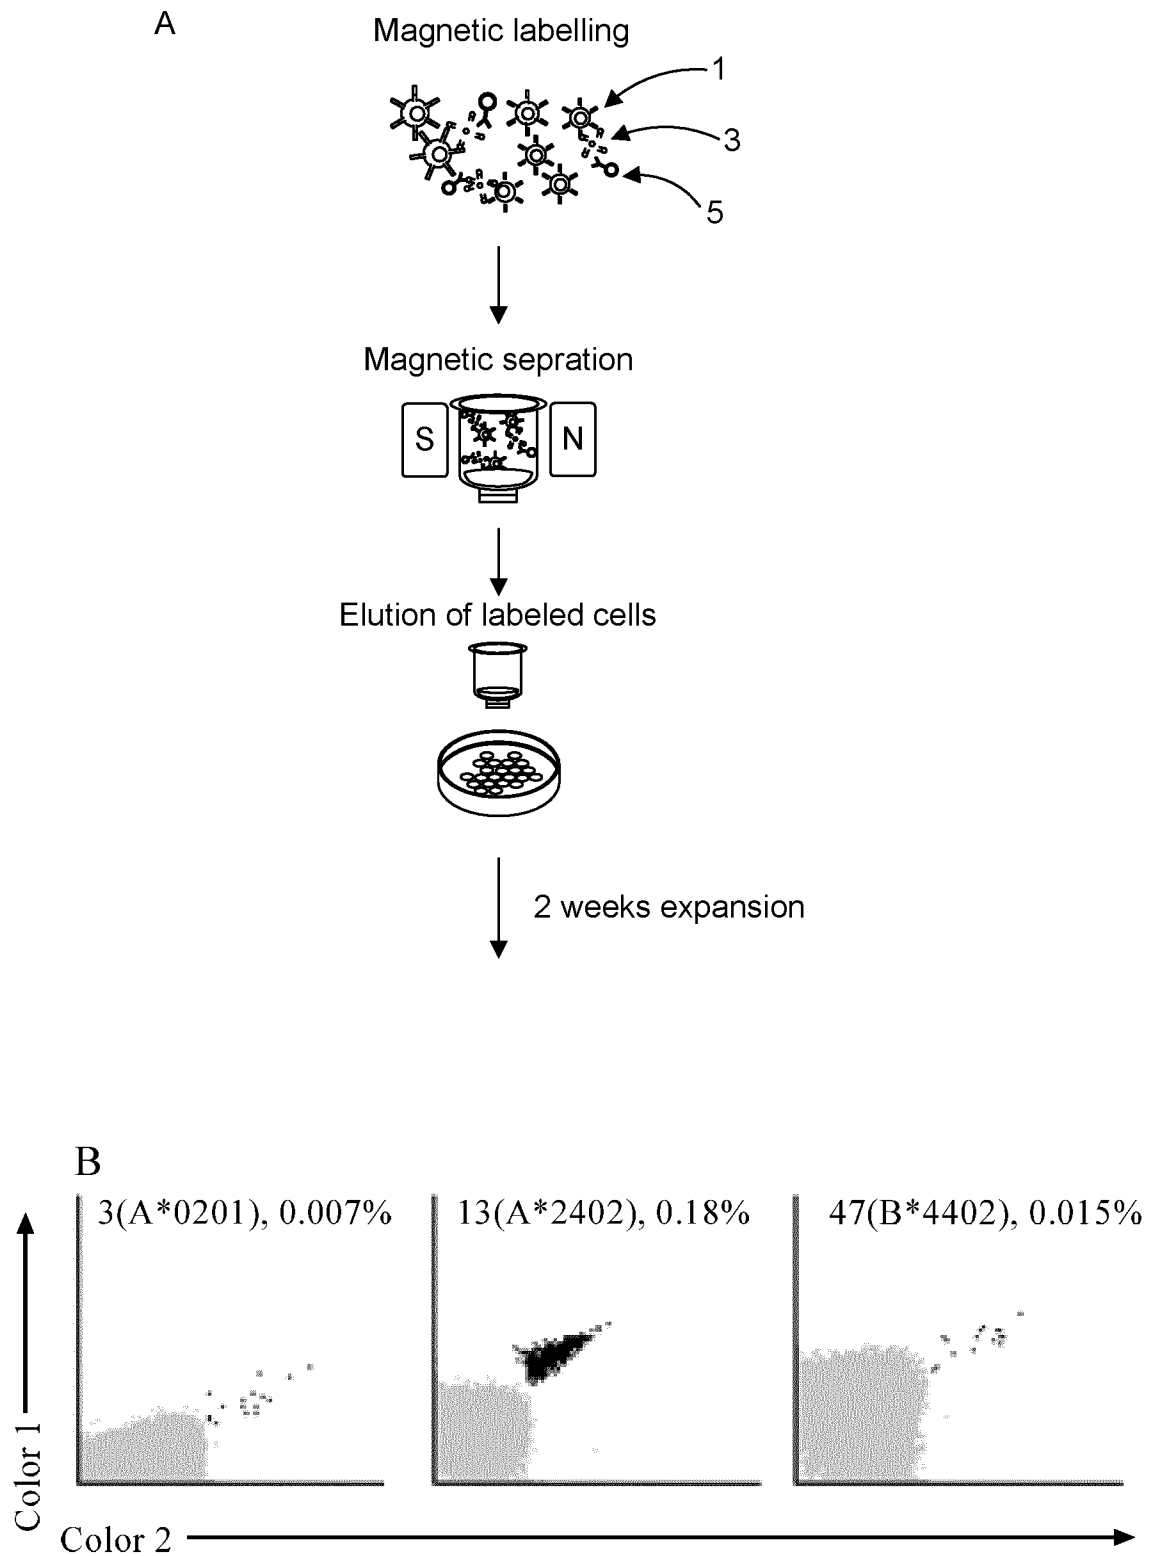 A
Magnetic labelling
1
3
5
Magnetic sepration
S
N
Elution of labeled cells
2 weeks expansion
B
3(A*0201), 0.007%
13(A*2402), 0.18%
47(B*4402), 0.015%
Color 1
Color 2